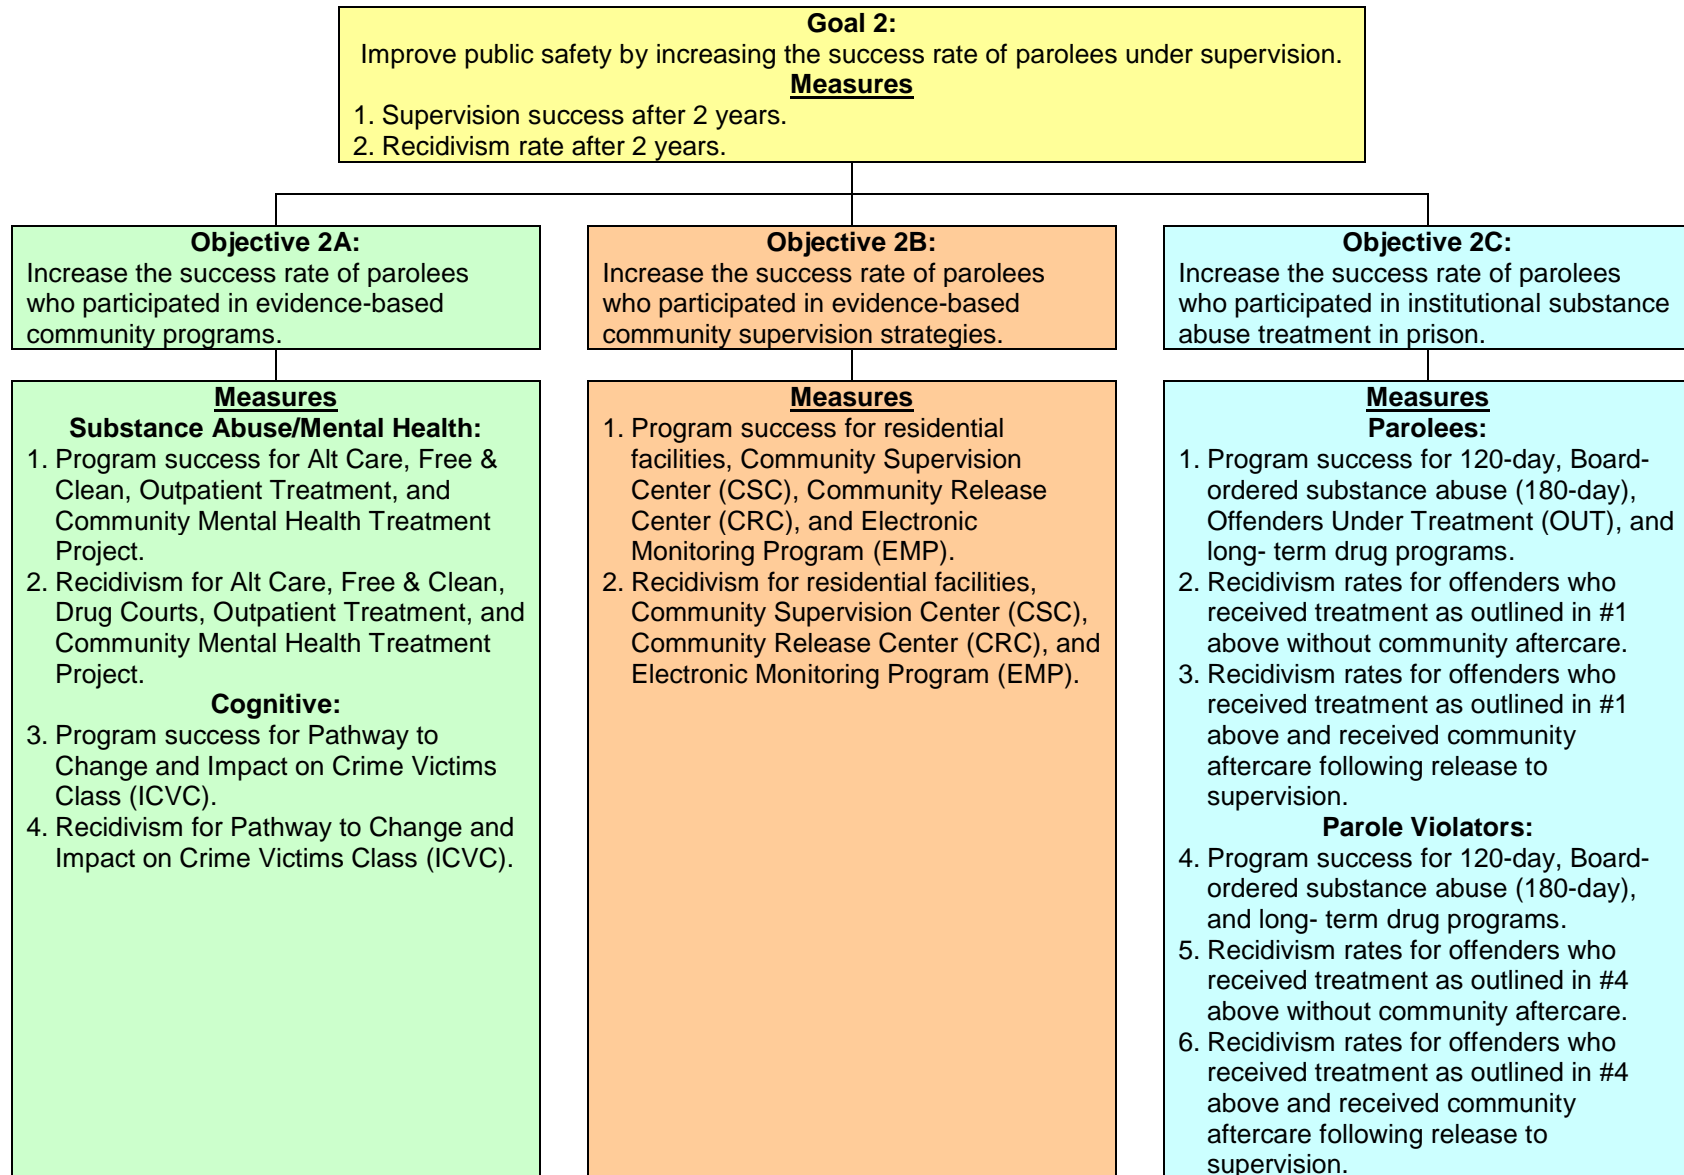 Goal 2:
Improve public safety by increasing the success rate of parolees under supervision.
Measures
1. Supervision success after 2 years.
2. Recidivism rate after 2 years.
Objective 2A:
Increase the success rate of parolees
who participated in evidence-based
community programs.
Measures
Substance Abuse/Mental Health:
1. Program success for Alt Care, Free &
Clean, Outpatient Treatment, and
Community Mental Health Treatment
Project.
2. Recidivism for Alt Care, Free & Clean,
Drug Courts, Outpatient Treatment, and
Community Mental Health Treatment
Project.
Cognitive:
3. Program success for Pathway to
Change and Impact on Crime Victims
Class (ICVC).
4. Recidivism for Pathway to Change and
Impact on Crime Victims Class (ICVC).
Objective 2B:
Increase the success rate of parolees
who participated in evidence-based
community supervision strategies.
Measures
1. Program success for residential
facilities, Community Supervision
Center (CSC), Community Release
Center (CRC), and Electronic
Monitoring Program (EMP).
2. Recidivism for residential facilities,
Community Supervision Center (CSC),
Community Release Center (CRC), and
Electronic Monitoring Program (EMP).
Objective 2C:
Increase the success rate of parolees
who participated in institutional substance
abuse treatment in prison.
Measures
Parolees:
1. Program success for 120-day, Board-
ordered substance abuse (180-day),
Offenders Under Treatment (OUT), and
long- term drug programs.
2. Recidivism rates for offenders who
received treatment as outlined in #1
above without community aftercare.
3. Recidivism rates for offenders who
received treatment as outlined in #1
above and received community
aftercare following release to
supervision.
Parole Violators:
4. Program success for 120-day, Board-
ordered substance abuse (180-day),
and long- term drug programs.
5. Recidivism rates for offenders who
received treatment as outlined in #4
above without community aftercare.
6. Recidivism rates for offenders who
received treatment as outlined in #4
above and received community
aftercare following release to
supervision.